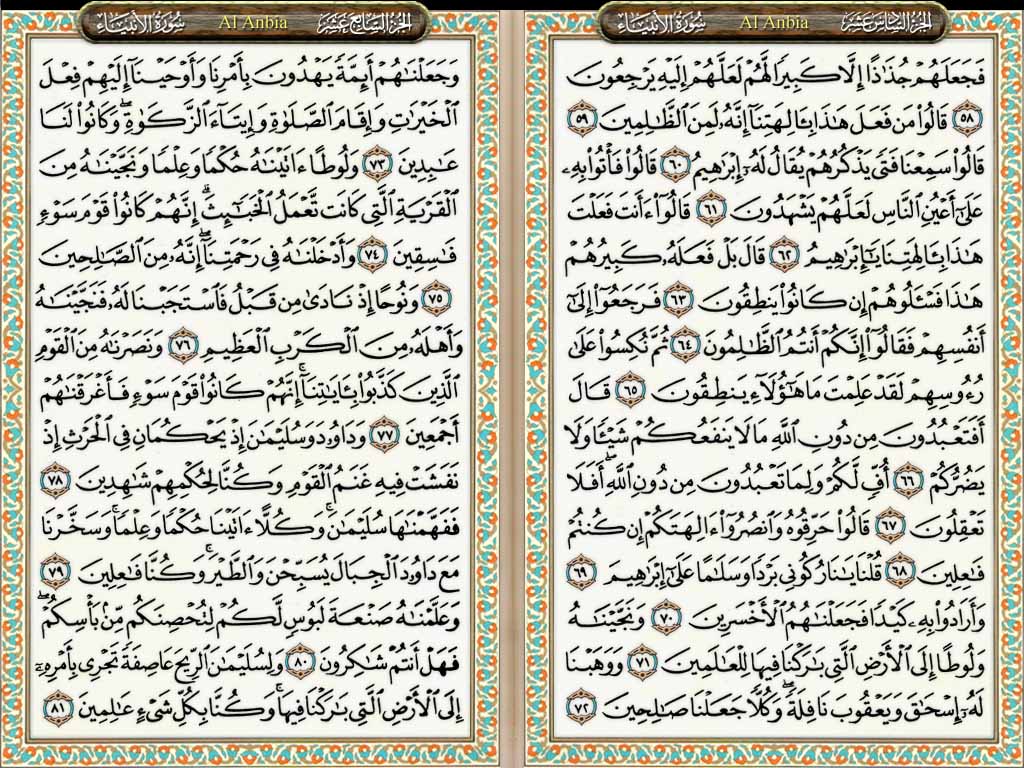 الجزء السادس عشر Al Anbia سورة الأنبياء
فَجَعَلَهُمْ جُذَاذًا إِلَّا كَبِيرًا لَّهُمْ لَعَلَّهُمْ إِلَيْهِ يَرْجِعُونَ
٥٨ قَالُوا۟ مَن فَعَلَ هَٰذَا بِـَٔالِهَتِنَآ إِنَّهُۥ لَمِنَ ٱلظَّٰلِمِينَ ٥٩
قَالُوا۟ سَمِعْنَا فَتًى يَذْكُرُهُمْ يُقَالُ لَهُۥٓ إِبْرَٰهِيمُ ٦٠ قَالُوا۟ فَأْتُوا۟ بِهِۦ
عَلَىٰٓ أَعْيُنِ ٱلنَّاسِ لَعَلَّهُمْ يَشْهَدُونَ ٦١ قَالُوٓا۟ ءَأَنتَ فَعَلْتَ
هَٰذَا بِـَٔالِهَتِنَا يَٰٓإِبْرَٰهِيمُ ٦٢ قَالَ بَلْ فَعَلَهُۥ كَبِيرُهُمْ
هَٰذَا فَسْـَٔلُوهُمْ إِن كَانُوا۟ يَنطِقُونَ ٦٣ فَرَجَعُوٓا۟ إِلَىٰٓ
أَنفُسِهِمْ فَقَالُوٓا۟ إِنَّكُمْ أَنتُمُ ٱلظَّٰلِمُونَ ٦٤ ثُمَّ نُكِسُوا۟ عَلَىٰ
رُءُوسِهِمْ لَقَدْ عَلِمْتَ مَا هَٰٓؤُلَآءِ يَنطِقُونَ ٦٥ قَالَ
أَفَتَعْبُدُونَ مِن دُونِ ٱللَّهِ مَا لَا يَنفَعُكُمْ شَيْـًٔا وَلَا
يَضُرُّكُمْ ٦٦ أُفٍّ لَّكُمْ وَلِمَا تَعْبُدُونَ مِن دُونِ ٱللَّهِ ۖ أَفَلَا
تَعْقِلُونَ ٦٧ قَالُوا۟ حَرِّقُوهُ وَٱنصُرُوٓا۟ ءَالِهَتَكُمْ إِن كُنتُمْ
فَٰعِلِينَ ٦٨ قُلْنَا يَٰنَارُ كُونِى بَرْدًا وَسَلَٰمًا عَلَىٰٓ إِبْرَٰهِيمَ ٦٩
وَأَرَادُوا۟ بِهِۦ كَيْدًا فَجَعَلْنَٰهُمُ ٱلْأَخْسَرِينَ ٧٠ وَنَجَّيْنَٰهُ
وَلُوطًا إِلَى ٱلْأَرْضِ ٱلَّتِى بَٰرَكْنَا فِيهَا لِلْعَٰلَمِينَ ٧١ وَوَهَبْنَا
لَهُۥٓ إِسْحَٰقَ وَيَعْقُوبَ نَافِلَةً ۖ وَكُلًّا جَعَلْنَا صَٰلِحِينَ ٧٢
الجزء السابع عشر Al Anbia سورة الأنبياء
وَجَعَلْنَٰهُمْ أَئِمَّةً يَهْدُونَ بِأَمْرِنَا وَأَوْحَيْنَآ إِلَيْهِمْ فِعْلَ
ٱلْخَيْرَٰتِ وَإِقَامَ ٱلصَّلَوٰةِ وَإِيتَآءَ ٱلزَّكَوٰةِ ۖ وَكَانُوا۟ لَنَا
عَٰبِدِينَ ٧٣ وَلُوطًا ءَاتَيْنَٰهُ حُكْمًا وَعِلْمًا وَنَجَّيْنَٰهُ مِنَ
ٱلْقَرْيَةِ ٱلَّتِى كَانَت تَّعْمَلُ ٱلْخَبَٰٓئِثَ ۗ إِنَّهُمْ كَانُوا۟ قَوْمَ سَوْءٍ
فَٰسِقِينَ ٧٤ وَأَدْخَلْنَٰهُ فِى رَحْمَتِنَآ ۖ إِنَّهُۥ مِنَ ٱلصَّٰلِحِينَ
٧٥ وَنُوحًا إِذْ نَادَىٰ مِن قَبْلُ فَٱسْتَجَبْنَا لَهُۥ فَنَجَّيْنَٰهُ
وَأَهْلَهُۥ مِنَ ٱلْكَرْبِ ٱلْعَظِيمِ ٧٦ وَنَصَرْنَٰهُ مِنَ ٱلْقَوْمِ
ٱلَّذِينَ كَذَّبُوا۟ بِـَٔايَٰتِنَآ ۚ إِنَّهُمْ كَانُوا۟ قَوْمَ سَوْءٍ فَأَغْرَقْنَٰهُمْ
أَجْمَعِينَ ٧٧ وَدَاوُۥدَ وَسُلَيْمَٰنَ إِذْ يَحْكُمَانِ فِى ٱلْحَرْثِ إِذْ
نَفَشَتْ فِيهِ غَنَمُ ٱلْقَوْمِ وَكُنَّا لِحُكْمِهِمْ شَٰهِدِينَ ٧٨
فَفَهَّمْنَٰهَا سُلَيْمَٰنَ ۚ وَكُلًّا ءَاتَيْنَا حُكْمًا وَعِلْمًا ۚ وَسَخَّرْنَا
مَعَ دَاوُۥدَ ٱلْجِبَالَ يُسَبِّحْنَ وَٱلطَّيْرَ ۚ وَكُنَّا فَٰعِلِينَ ٧٩
وَعَلَّمْنَٰهُ صَنْعَةَ لَبُوسٍ لَّكُمْ لِتُحْصِنَكُم مِّنۢ بَأْسِكُمْ ۖ
فَهَلْ أَنتُمْ شَٰكِرُونَ ٨٠ وَلِسُلَيْمَٰنَ ٱلرِّيحَ عَاصِفَةً تَجْرِى بِأَمْرِهِۦٓ
إِلَى ٱلْأَرْضِ ٱلَّتِى بَٰرَكْنَا فِيهَا ۚ وَكُنَّا بِكُلِّ شَىْءٍ عَٰلِمِينَ ٨١